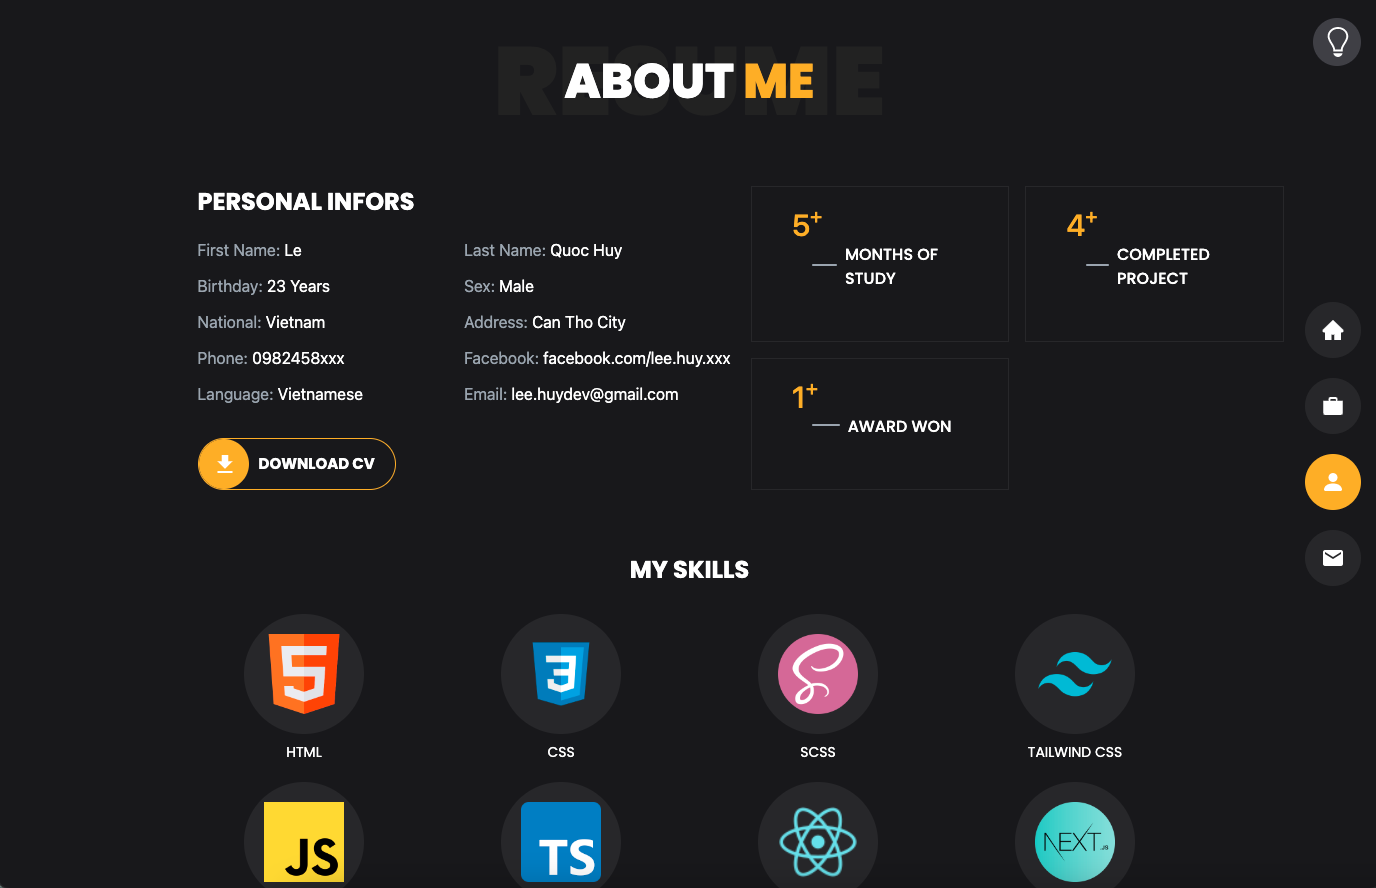 RESUME
ABOUT ME
PERSONAL INFORS
First Name: Le
Last Name: Quoc Huy
Birthday: 23 Years
Sex: Male
National: Vietnam
Address: Can Tho City
Phone: 0982458xxx
Facebook: facebook.com/lee.huy.xxx
Language: Vietnamese
Email: lee.huydev@gmail.com
DOWNLOAD CV
5+
MONTHS OF
STUDY
4+
COMPLETED
PROJECT
1+
AWARD WON
MY SKILLS
5
3
HTML
CSS
SCSS
TAILWIND CSS
JS
TS
NEXT.JS